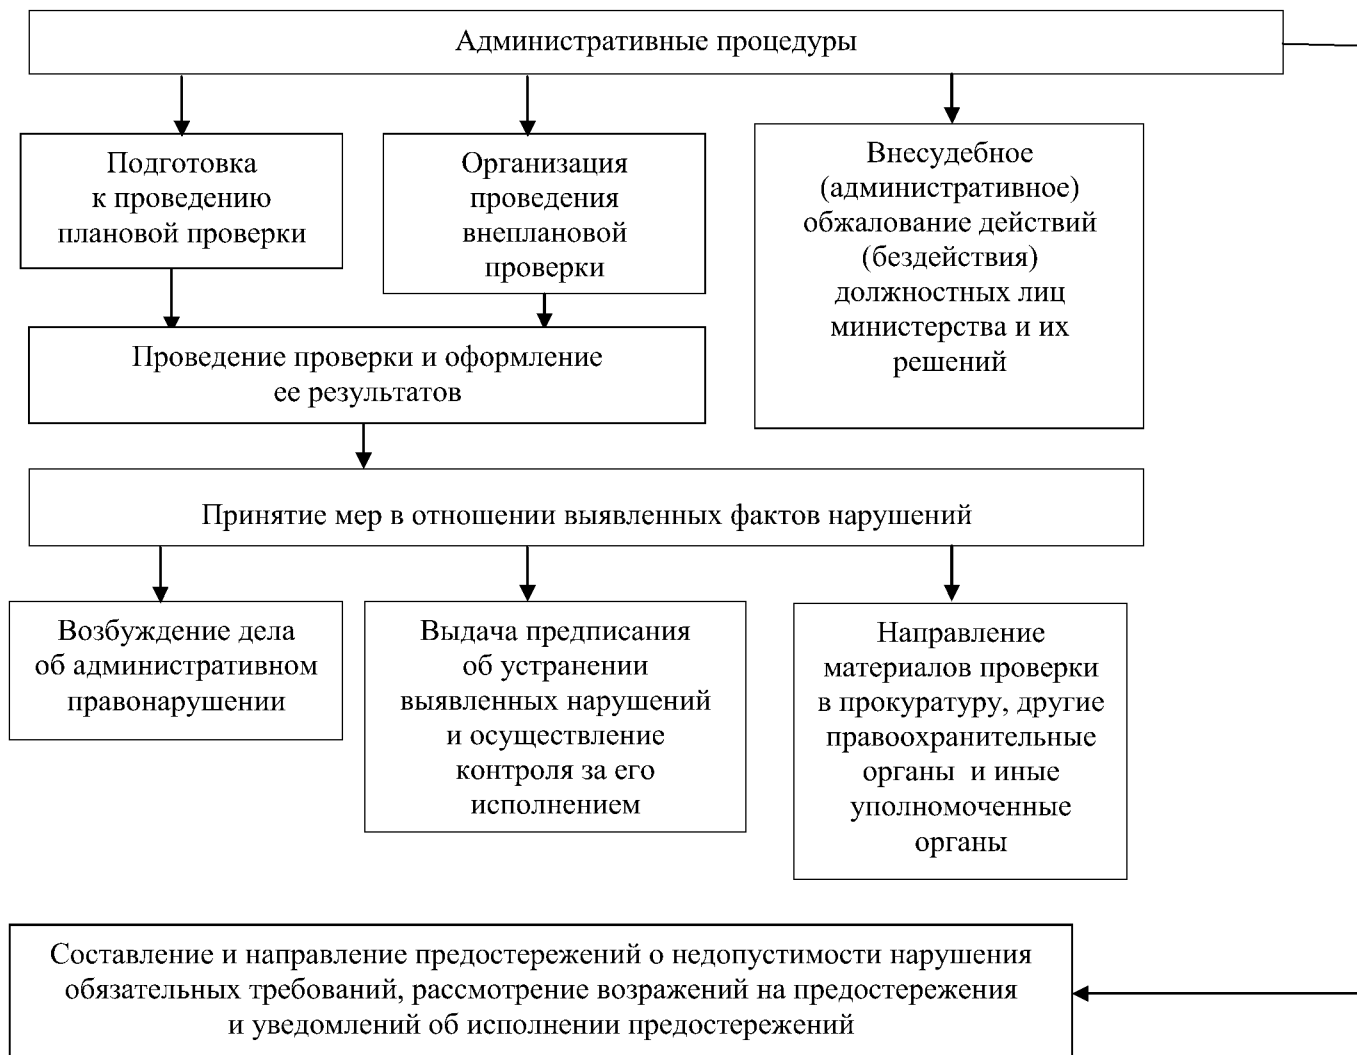 Административные процедуры
Подготовка
к проведению
плановой проверки
Организация
проведения
внеплановой
проверки
Внесудебное
(административное)
обжалование действий
(бездействия)
должностных лиц
министерства и их
решений
Проведение проверки и оформление
ее результатов
Принятие мер в отношении выявленных фактов нарушений
Возбуждение дела
об административном
правонарушении
Выдача предписания
об устранении
выявленных нарушений
и осуществление
контроля за его
исполнением
Направление
материалов проверки
в прокуратуру, другие
правоохранительные
органы и иные
уполномоченные
органы
Составление и направление предостережений о недопустимости нарушения
обязательных требований, рассмотрение возражений на предостережения
и уведомлений об исполнении предостережений